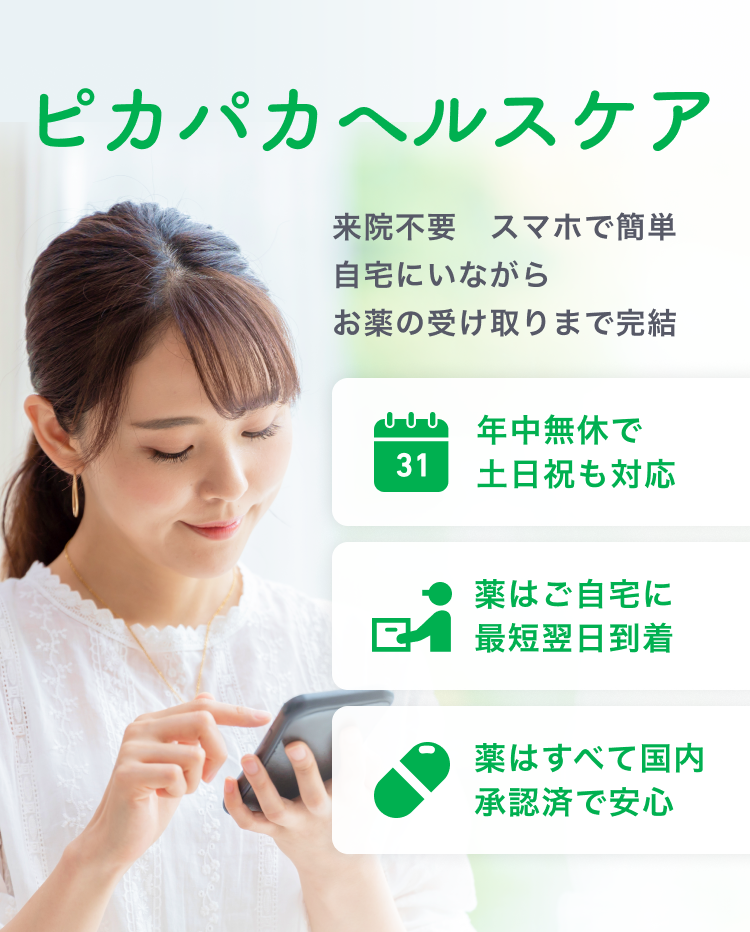 ピカパカヘルスケア
来院不要　スマホで簡単
自宅にいながら
お薬の受け取りまで完結
31
年中無休で
土日祝も対応
薬はご自宅に
最短翌日到着
薬はすべて国内
承認済で安心